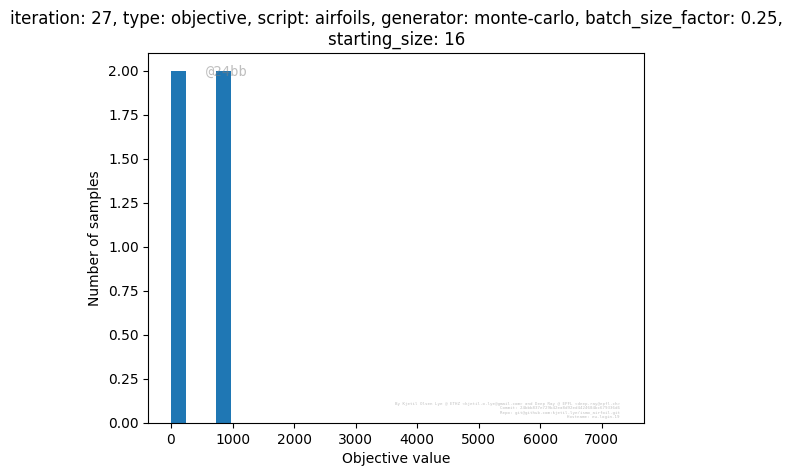 iteration: 27, type: objective, script: airfoils, generator: monte-carlo, batch_size_factor: 0.25,
starting_size: 16
2.00
1.75
1.50
1.25
1.00
0.75
0.50
0.25
0.00
Number of samples
0 1000 2000 3000 4000 5000 6000 7000
Objective value